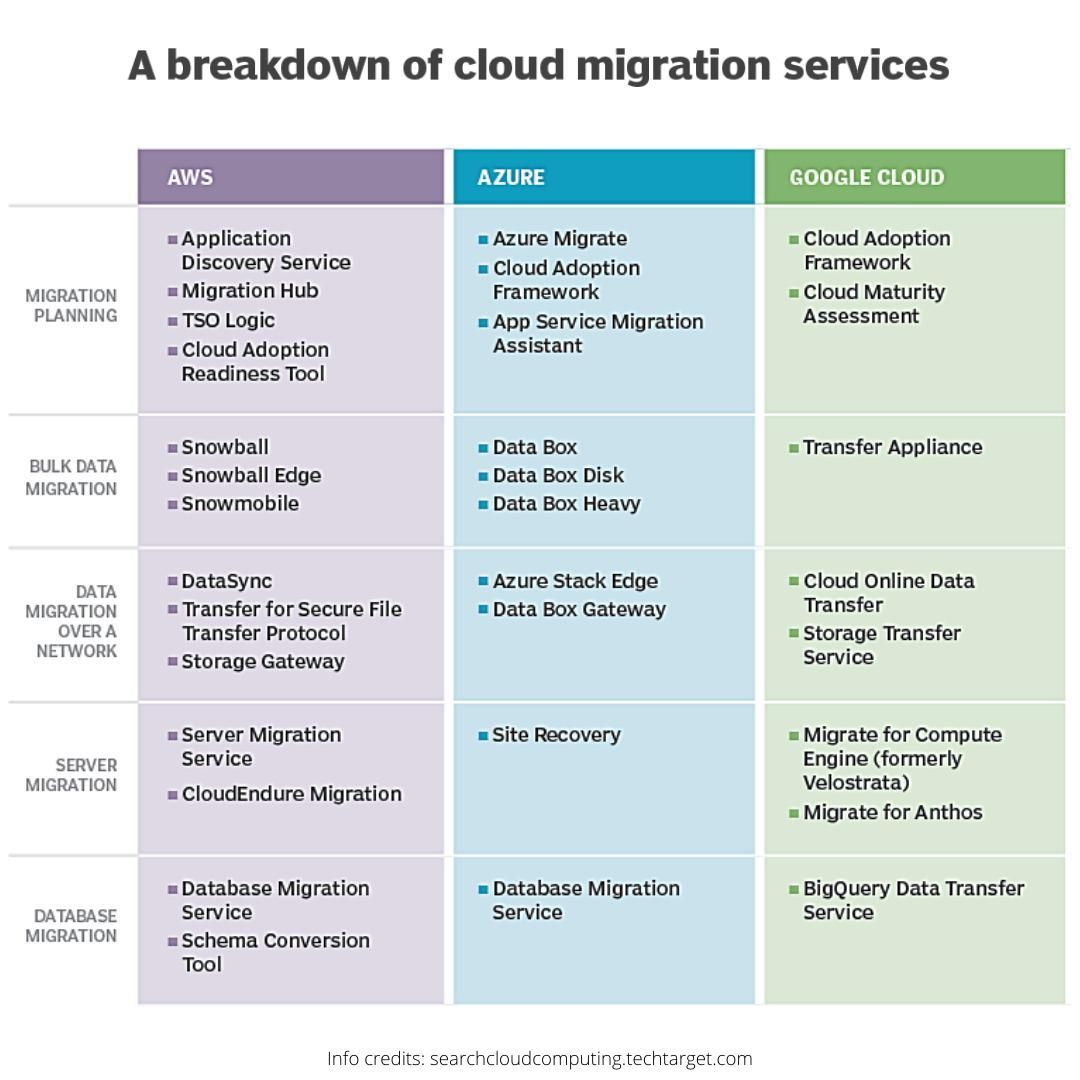 A breakdown of cloud migration services
AWS
AZURE
GOOGLE CLOUD
MIGRATION
PLANNING
Application
Discovery Service
Migration Hub
TSO Logic
Cloud Adoption
Readiness Tool
Azure Migrate
Cloud Adoption
Framework
App Service Migration
Assistant
Cloud Adoption
Framework
Cloud Maturity
Assessment
BULK DATA
MIGRATION
Snowball
Snowball Edge
Snowmobile
Data Box
Data Box Disk
Data Box Heavy
Transfer Appliance
DATA
MIGRATION
OVER A
NETWORK
DataSync
Transfer for Secure File
Transfer Protocol
Storage Gateway
Azure Stack Edge
Data Box Gateway
Cloud Online Data
Transfer
Storage Transfer
Service
SERVER
MIGRATION
Server Migration
Service
CloudEndure Migration
Site Recovery
Migrate for Compute
Engine (formerly
Velostrata)
Migrate for Anthos
DATABASE
MIGRATION
Database Migration
Service
Schema Conversion
Tool
Database Migration
Service
BigQuery Data Transfer
Service
Info credits: searchcloudcomputing.techtarget.com